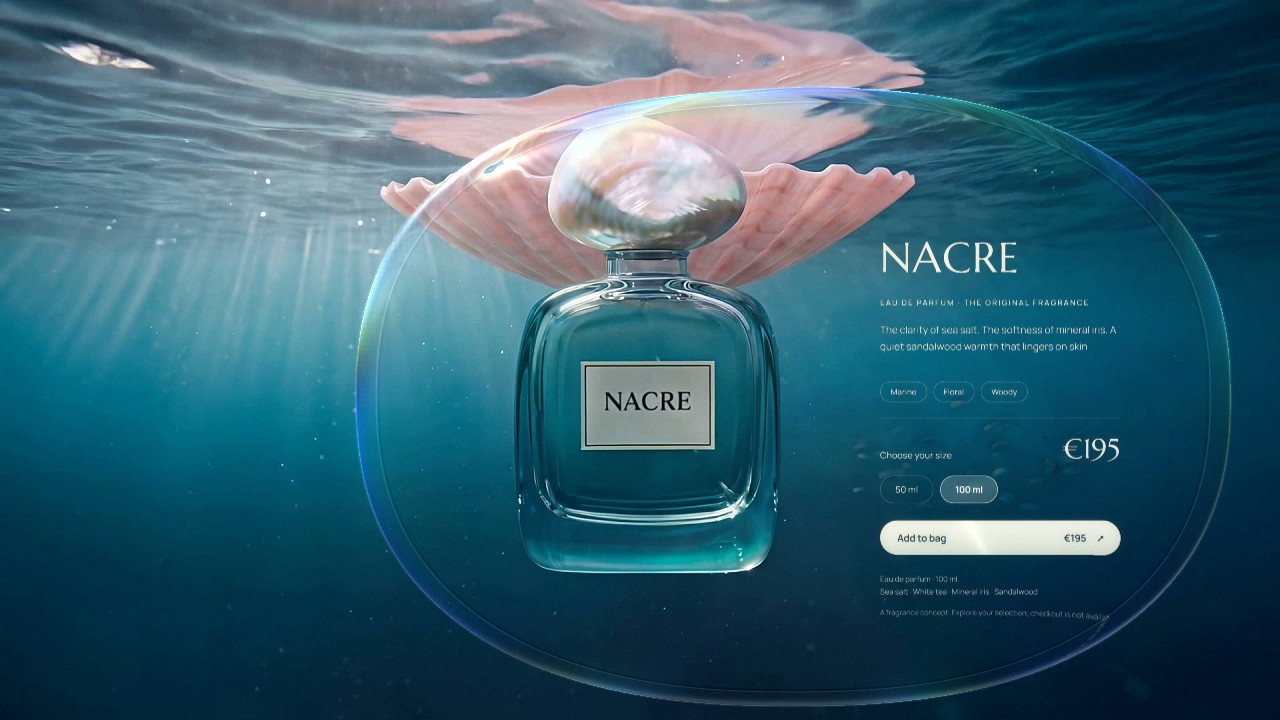 NACRE
NACRE
EAU DE PARFUM · THE ORIGINAL FRAGRANCE
The clarity of sea salt. The softness of mineral iris. A
quiet sandalwood warmth that lingers on skin
Marine Floral Woody
Choose your size €195
50 ml 100 ml
Add to bag €195 ↗
Eau de parfum · 100 ml
Sea salt · White tea · Mineral iris · Sandalwood
A fragrance concept. Explore your selection; checkout is not